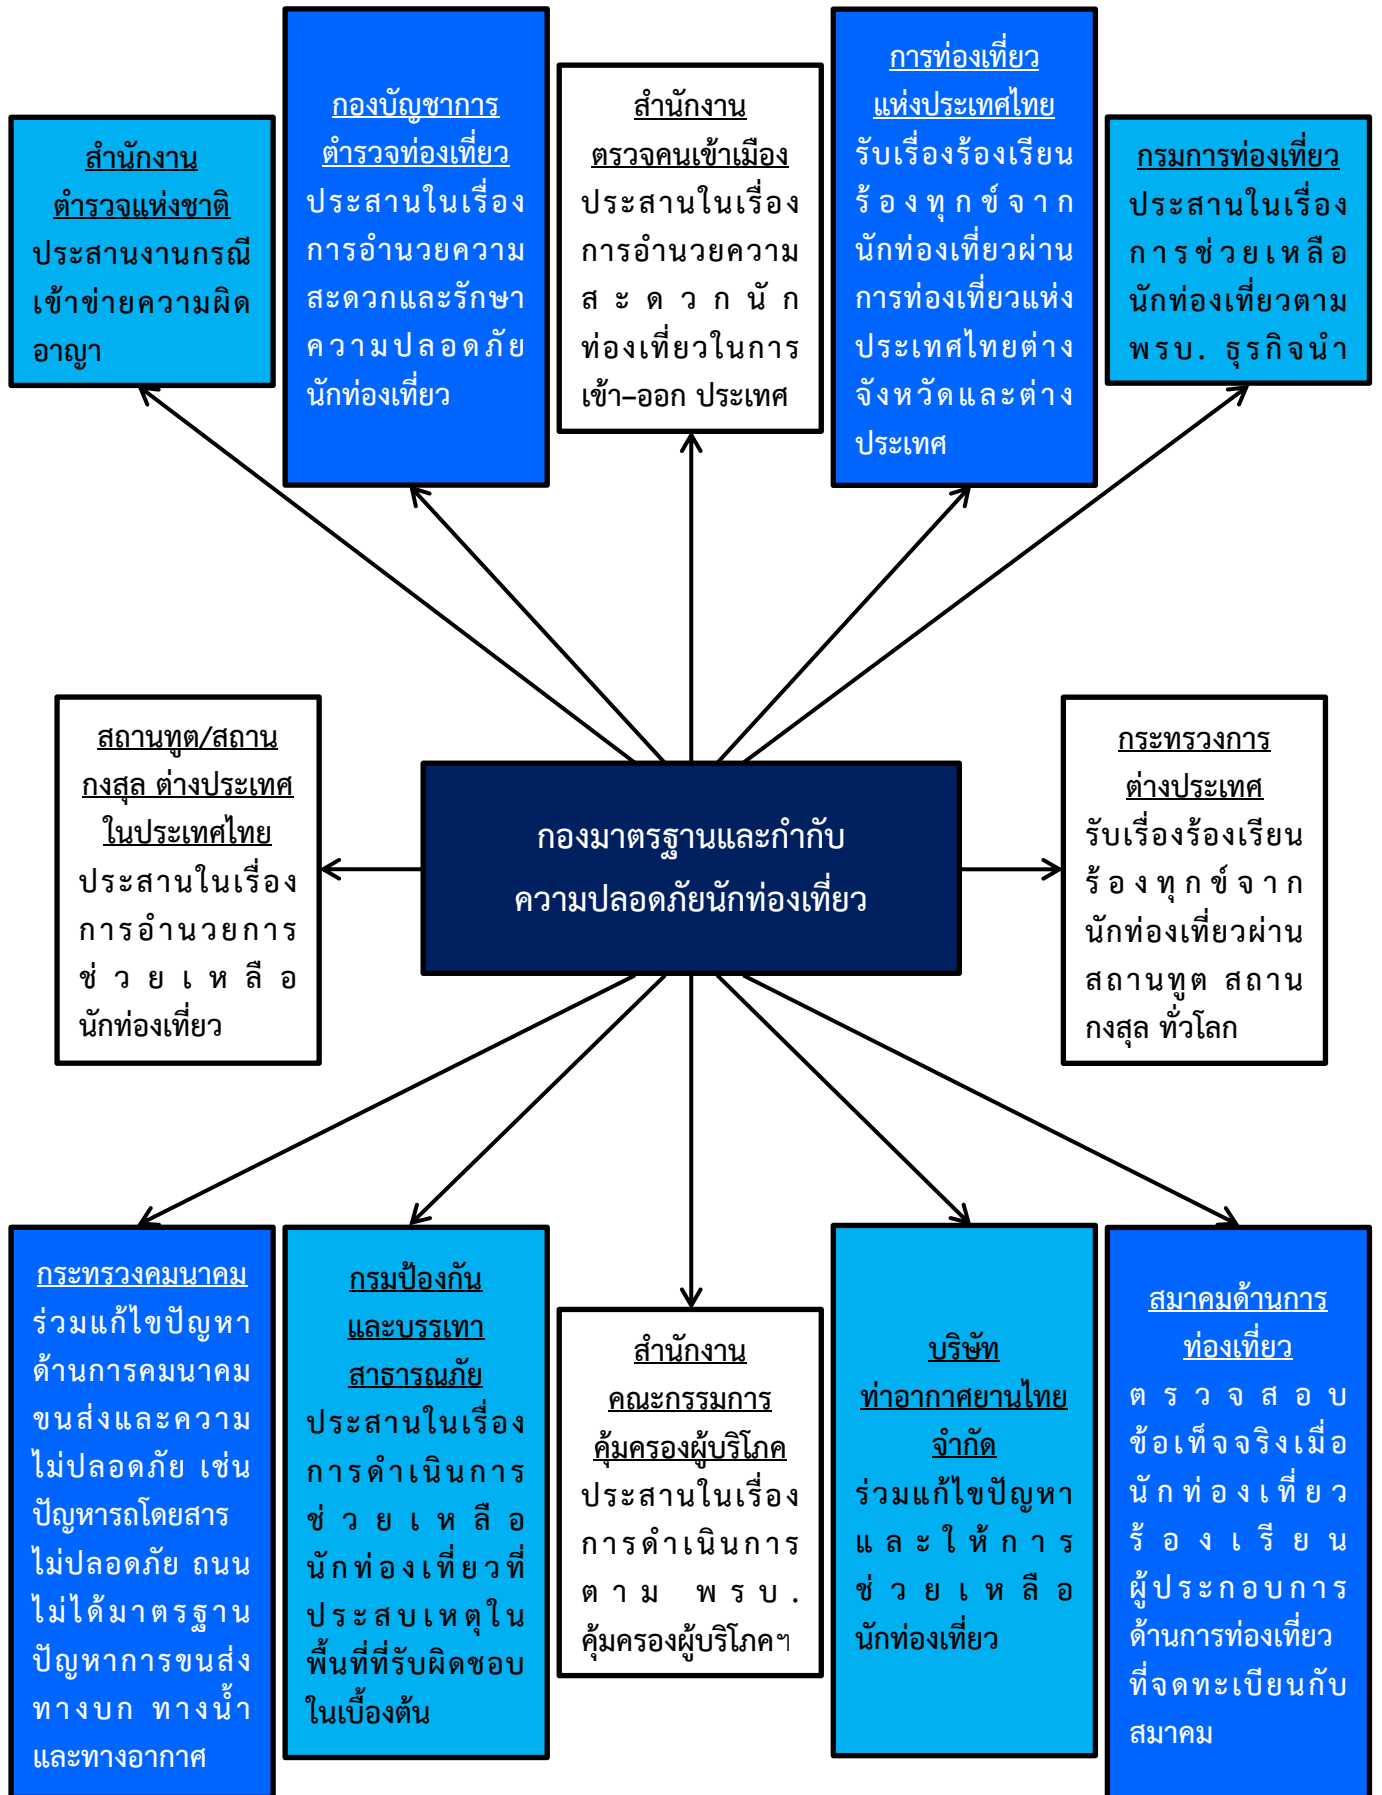 สำนักงาน
ตำรวจแห่งชาติ
ประสานงานกรณี
เข้าข่ายความผิด
อาญา
กองบัญชาการ
ตำรวจท่องเที่ยว
ประสานในเรื่อง
การอำนวยความ
สะดวกและรักษา
ความปลอดภัย
นักท่องเที่ยว
สำนักงาน
ตรวจคนเข้าเมือง
ประสานในเรื่อง
การอำนวยความ
สะดวกนัก
ท่องเที่ยวในการ
เข้า–ออก ประเทศ
การท่องเที่ยว
แห่งประเทศไทย
รับเรื่องร้องเรียน
ร้องทุกข์จาก
นักท่องเที่ยวผ่าน
การท่องเที่ยวแห่ง
ประเทศไทยต่าง
จังหวัดและต่าง
ประเทศ
กรมการท่องเที่ยว
ประสานในเรื่อง
การช่วยเหลือ
นักท่องเที่ยวตาม
พรบ. ธุรกิจนำ
สถานทูต/สถาน
กงสุล ต่างประเทศ
ในประเทศไทย
ประสานในเรื่อง
การอำนวยการ
ช่วยเหลือ
นักท่องเที่ยว
กองมาตรฐานและกำกับ
ความปลอดภัยนักท่องเที่ยว
กระทรวงการ
ต่างประเทศ
รับเรื่องร้องเรียน
ร้องทุกข์จาก
นักท่องเที่ยวผ่าน
สถานทูต สถาน
กงสุล ทั่วโลก
กระทรวงคมนาคม
ร่วมแก้ไขปัญหา
ด้านการคมนาคม
ขนส่งและความ
ไม่ปลอดภัย เช่น
ปัญหารถโดยสาร
ไม่ปลอดภัย ถนน
ไม่ได้มาตรฐาน
ปัญหาการขนส่ง
ทางบก ทางน้ำ
และทางอากาศ
กรมป้องกัน
และบรรเทา
สาธารณภัย
ประสานในเรื่อง
การดำเนินการ
ช่วยเหลือ
นักท่องเที่ยวที่
ประสบเหตุใน
พื้นที่ที่รับผิดชอบ
ในเบื้องต้น
สำนักงาน
คณะกรรมการ
คุ้มครองผู้บริโภค
ประสานในเรื่อง
การดำเนินการ
ตาม พรบ.
คุ้มครองผู้บริโภคฯ
บริษัท
ท่าอากาศยานไทย
จำกัด
ร่วมแก้ไขปัญหา
และให้การ
ช่วยเหลือ
นักท่องเที่ยว
สมาคมด้านการ
ท่องเที่ยว
ตรวจสอบ
ข้อเท็จจริงเมื่อ
นักท่องเที่ยว
ร้องเรียน
ผู้ประกอบการ
ด้านการท่องเที่ยว
ที่จดทะเบียนกับ
สมาคม